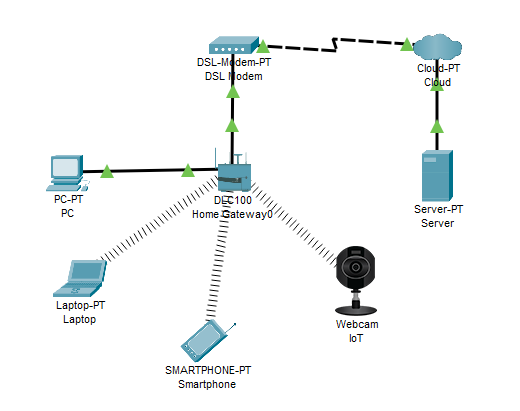 DSL-Modem-PT
DSL Modem
Cloud-PT
Cloud
PC-PT
PC
DLC100
Home Gateway0
Server-PT
Server
Laptop-PT
Laptop
Webcam
IoT
SMARTPHONE-PT
Smartphone